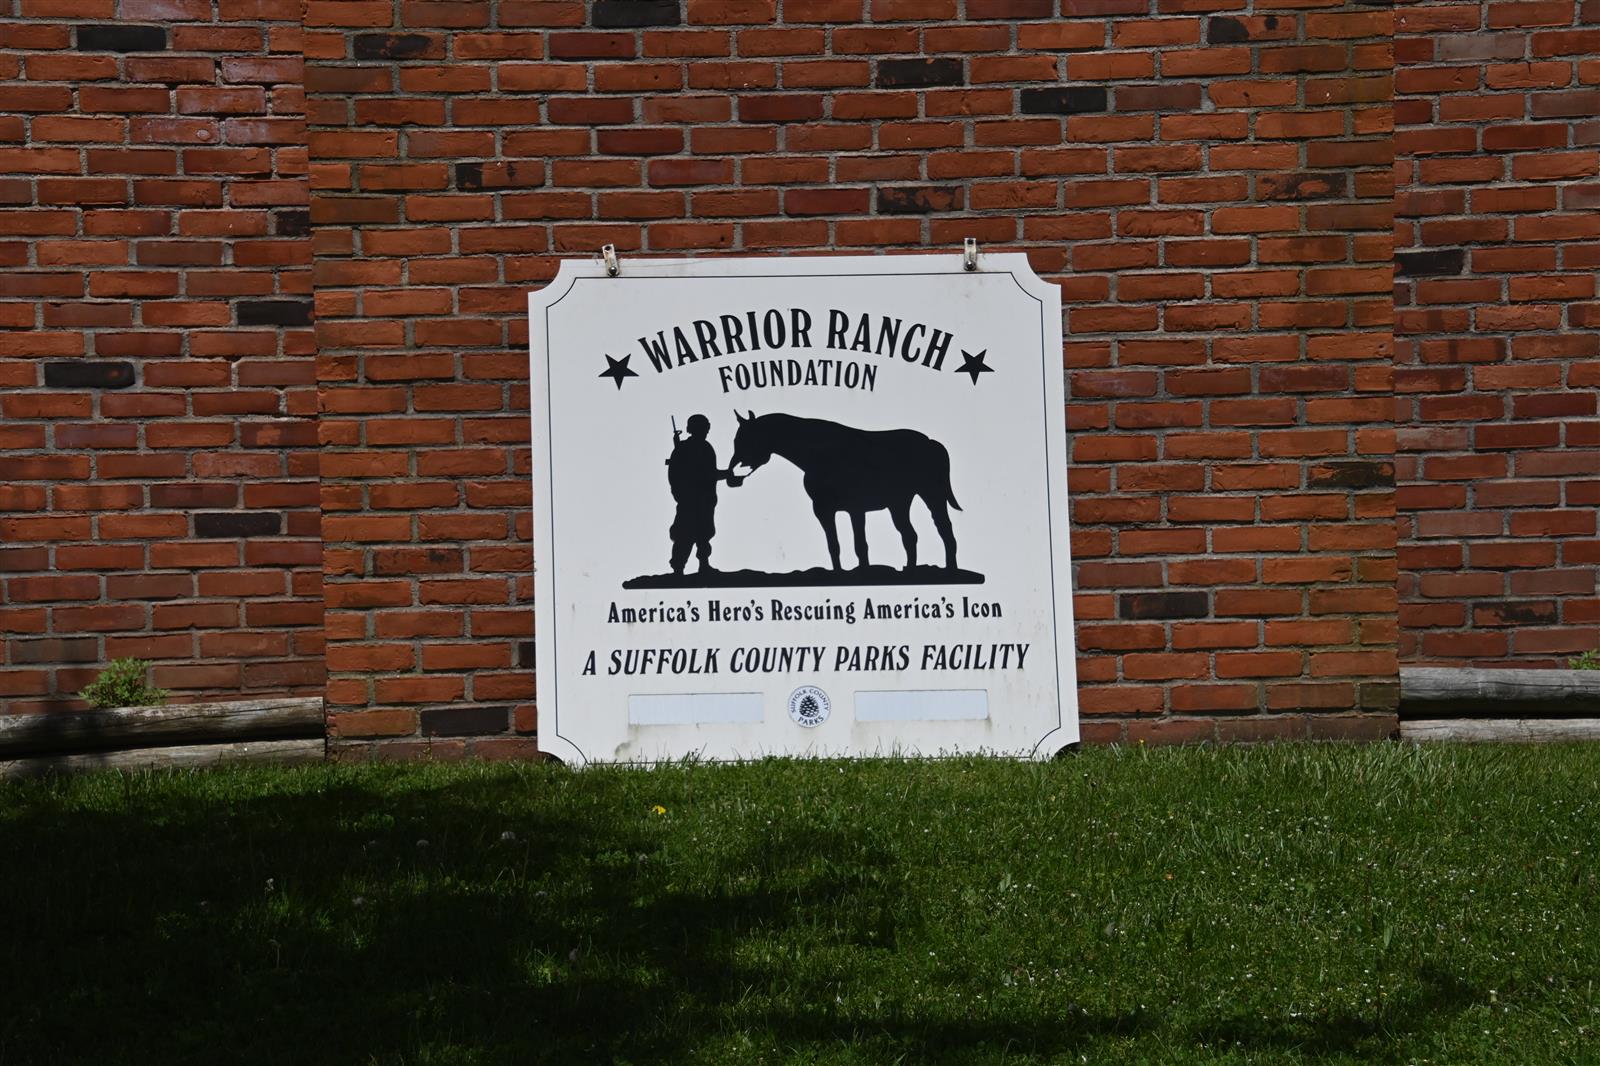 WARRIOR RANCH
FOUNDATION
America's Hero's Rescuing America's Icon
A SUFFOLK COUNTY PARKS FACILITY
SUFFOLK COUNTY
PARKS